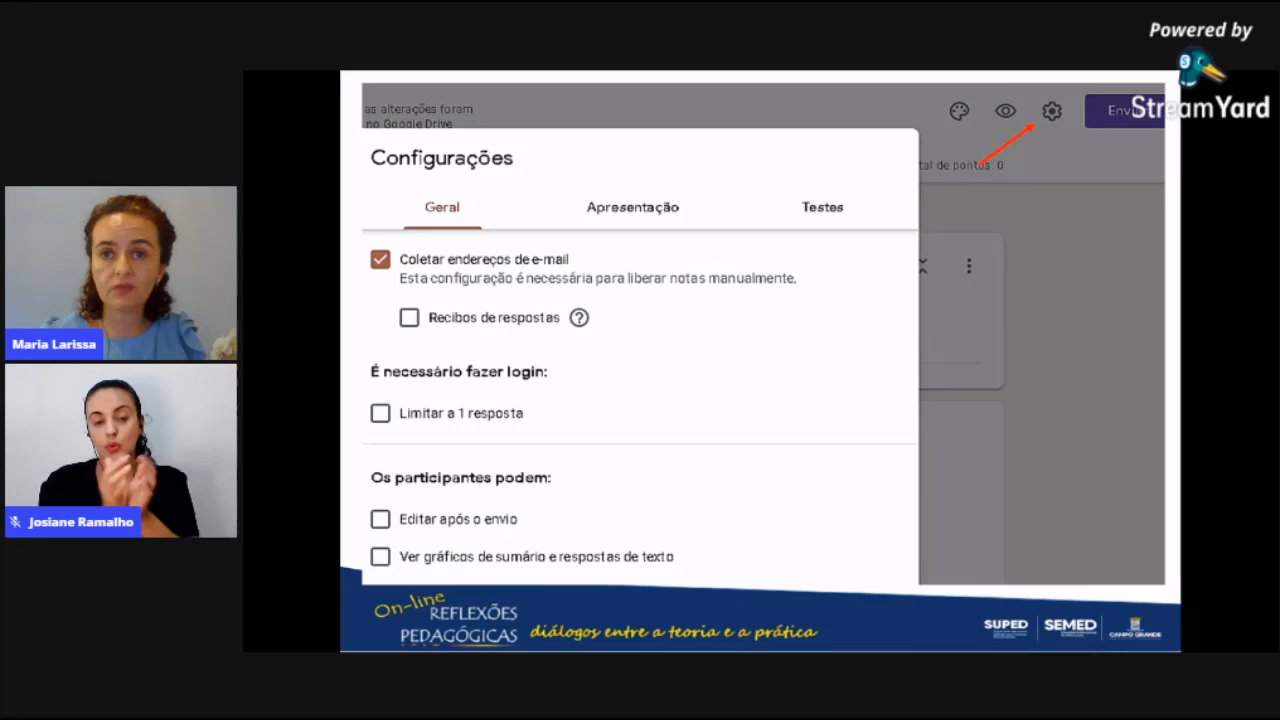 Powered by
StreamYard
as alterações foram
no Google Drive
Envi
tal de pontos: 0
Configurações
Geral
Apresentação
Testes
Coletar endereços de e-mail
Esta configuração é necessária para liberar notas manualmente.
Recibos de respostas
É necessário fazer login:
Limitar a 1 resposta
Os participantes podem:
Editar após o envio
Ver gráficos de sumário e respostas de texto
Maria Larissa
Josiane Ramalho
On-line
REFLEXÕES
PEDAGÓGICAS
diálogos entre a teoria e a prática
SUPED
SEMED
CAMPO GRANDE